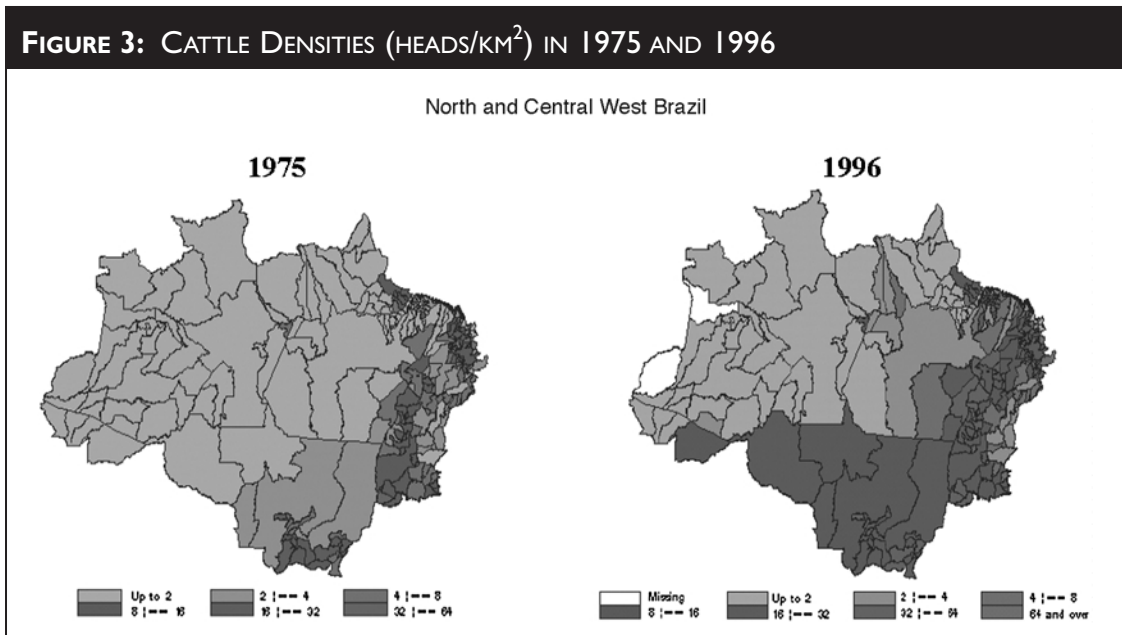 FIGURE 3: CATTLE DENSITIES (HEADS/KM²) IN 1975 AND 1996
North and Central West Brazil
1975
1996
Up to 2
2 ¦-- 4
4 ¦-- 8
8 ¦-- 16
16 ¦-- 32
32 ¦-- 64
Missing
Up to 2
2 ¦-- 4
4 ¦-- 8
8 ¦-- 16
16 ¦-- 32
32 ¦-- 64
64 and over